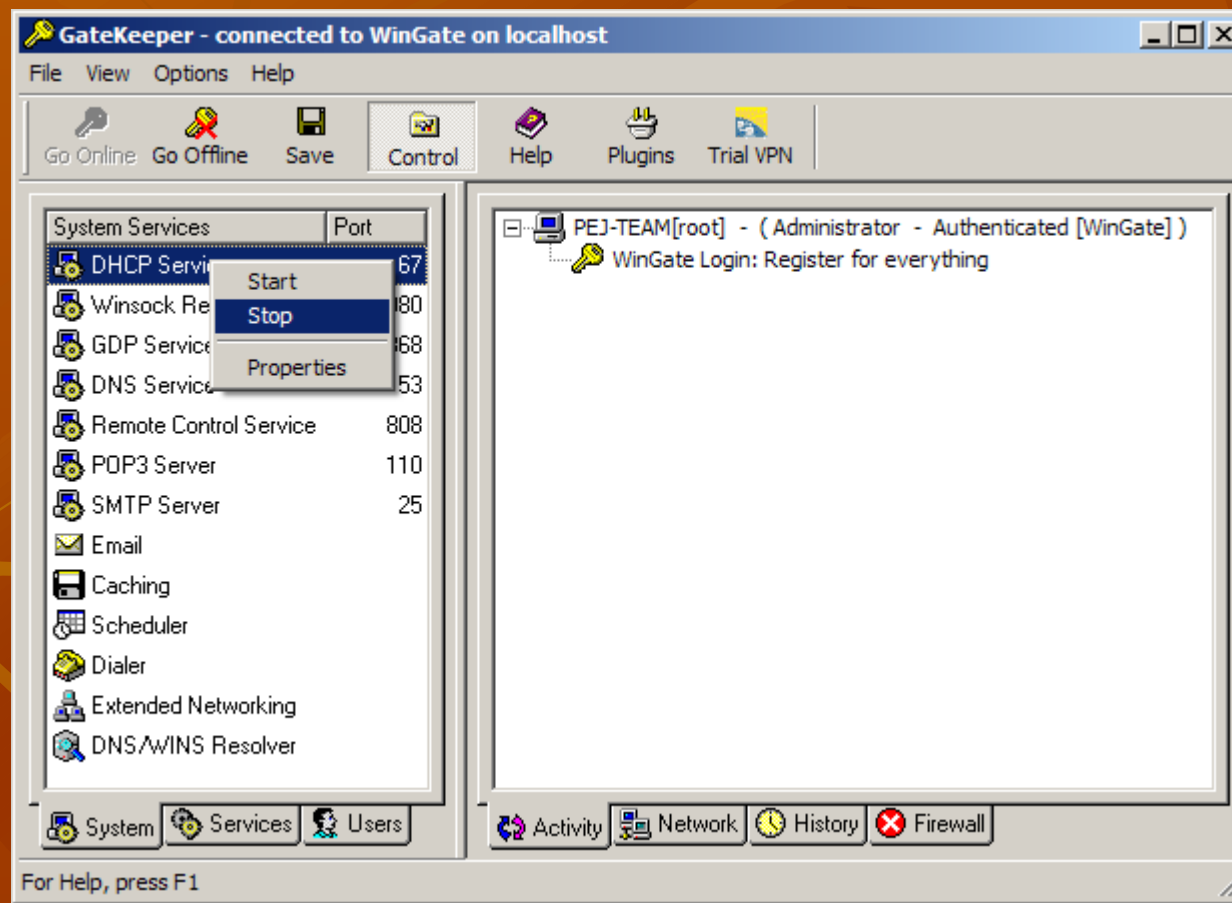 GateKeeper - connected to WinGate on localhost
File View Options Help
Go Online Go Offline Save Control Help Plugins Trial VPN
System Services Port
DHCP Servi 67
Start
Winsock Re 080
Stop
GDP Service 368
Properties
DNS Service 53
Remote Control Service 808
POP3 Server 110
SMTP Server 25
Email
Caching
Scheduler
Dialer
Extended Networking
DNS/WINS Resolver
System Services Users
PEJ-TEAM[root] - ( Administrator - Authenticated [WinGate] )
WinGate Login: Register for everything
Activity Network History Firewall
For Help, press F1